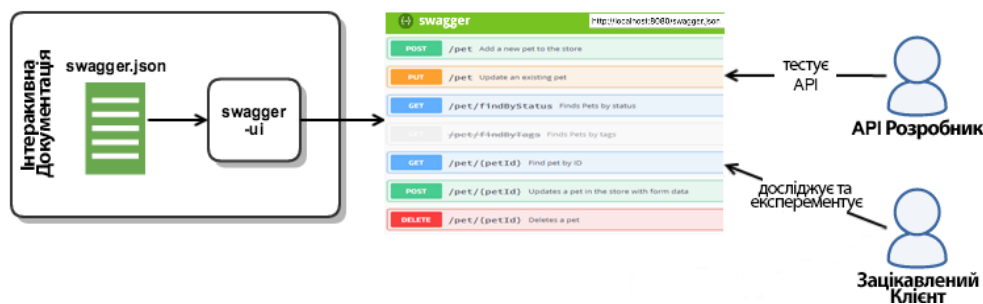 Інтеракивна
Документація
swagger.json
swagger
-ui
swagger
http://localhost:8080/swagger.json
POST /pet Add a new pet to the store
PUT /pet Update an existing pet
GET /pet/findByStatus Finds Pets by status
GET /pet/findByTags Finds Pets by tags
GET /pet/{petId} Find pet by ID
POST /pet/{petId} Updates a pet in the store with form data
DELETE /pet/{petId} Deletes a pet
тестує
API
АРІ Розробник
досліджує та
експерементує
Зацікавлений
Клієнт